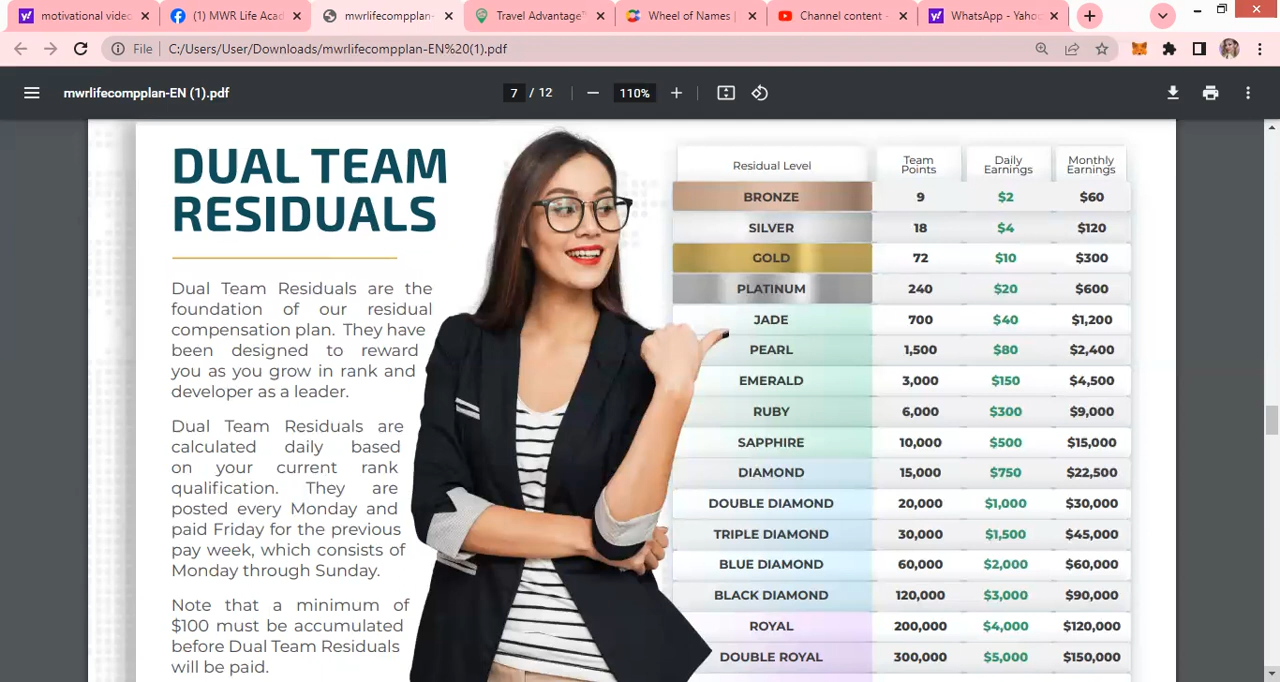 motivational video
(1) MWR Life Aca
mwrlifecompplan-
Travel Advantage™
Wheel of Names |
Channel content -
WhatsApp - Yahoo
File C:/Users/User/Downloads/mwrlifecompplan-EN%20(1).pdf
mwrlifecompplan-EN (1).pdf
7 / 12
110%
DUAL TEAM
RESIDUALS
Dual Team Residuals are the
foundation of our residual
compensation plan. They have
been designed to reward
you as you grow in rank and
developer as a leader.
Dual Team Residuals are
calculated daily based
on your current rank
qualification. They are
posted every Monday and
paid Friday for the previous
pay week, which consists of
Monday through Sunday.
Note that a minimum of
$100 must be accumulated
before Dual Team Residuals
will be paid.
Residual Level Team Points Daily Earnings Monthly Earnings
BRONZE 9 $2 $60
SILVER 18 $4 $120
GOLD 72 $10 $300
PLATINUM 240 $20 $600
JADE 700 $40 $1,200
PEARL 1,500 $80 $2,400
EMERALD 3,000 $150 $4,500
RUBY 6,000 $300 $9,000
SAPPHIRE 10,000 $500 $15,000
DIAMOND 15,000 $750 $22,500
DOUBLE DIAMOND 20,000 $1,000 $30,000
TRIPLE DIAMOND 30,000 $1,500 $45,000
BLUE DIAMOND 60,000 $2,000 $60,000
BLACK DIAMOND 120,000 $3,000 $90,000
ROYAL 200,000 $4,000 $120,000
DOUBLE ROYAL 300,000 $5,000 $150,000